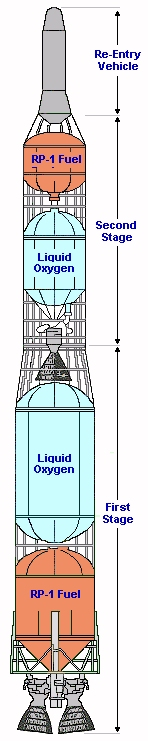 Re-Entry
Vehicle
RP-1 Fuel
Second
Stage
Liquid
Oxygen
Liquid
Oxygen
First
Stage
RP-1 Fuel